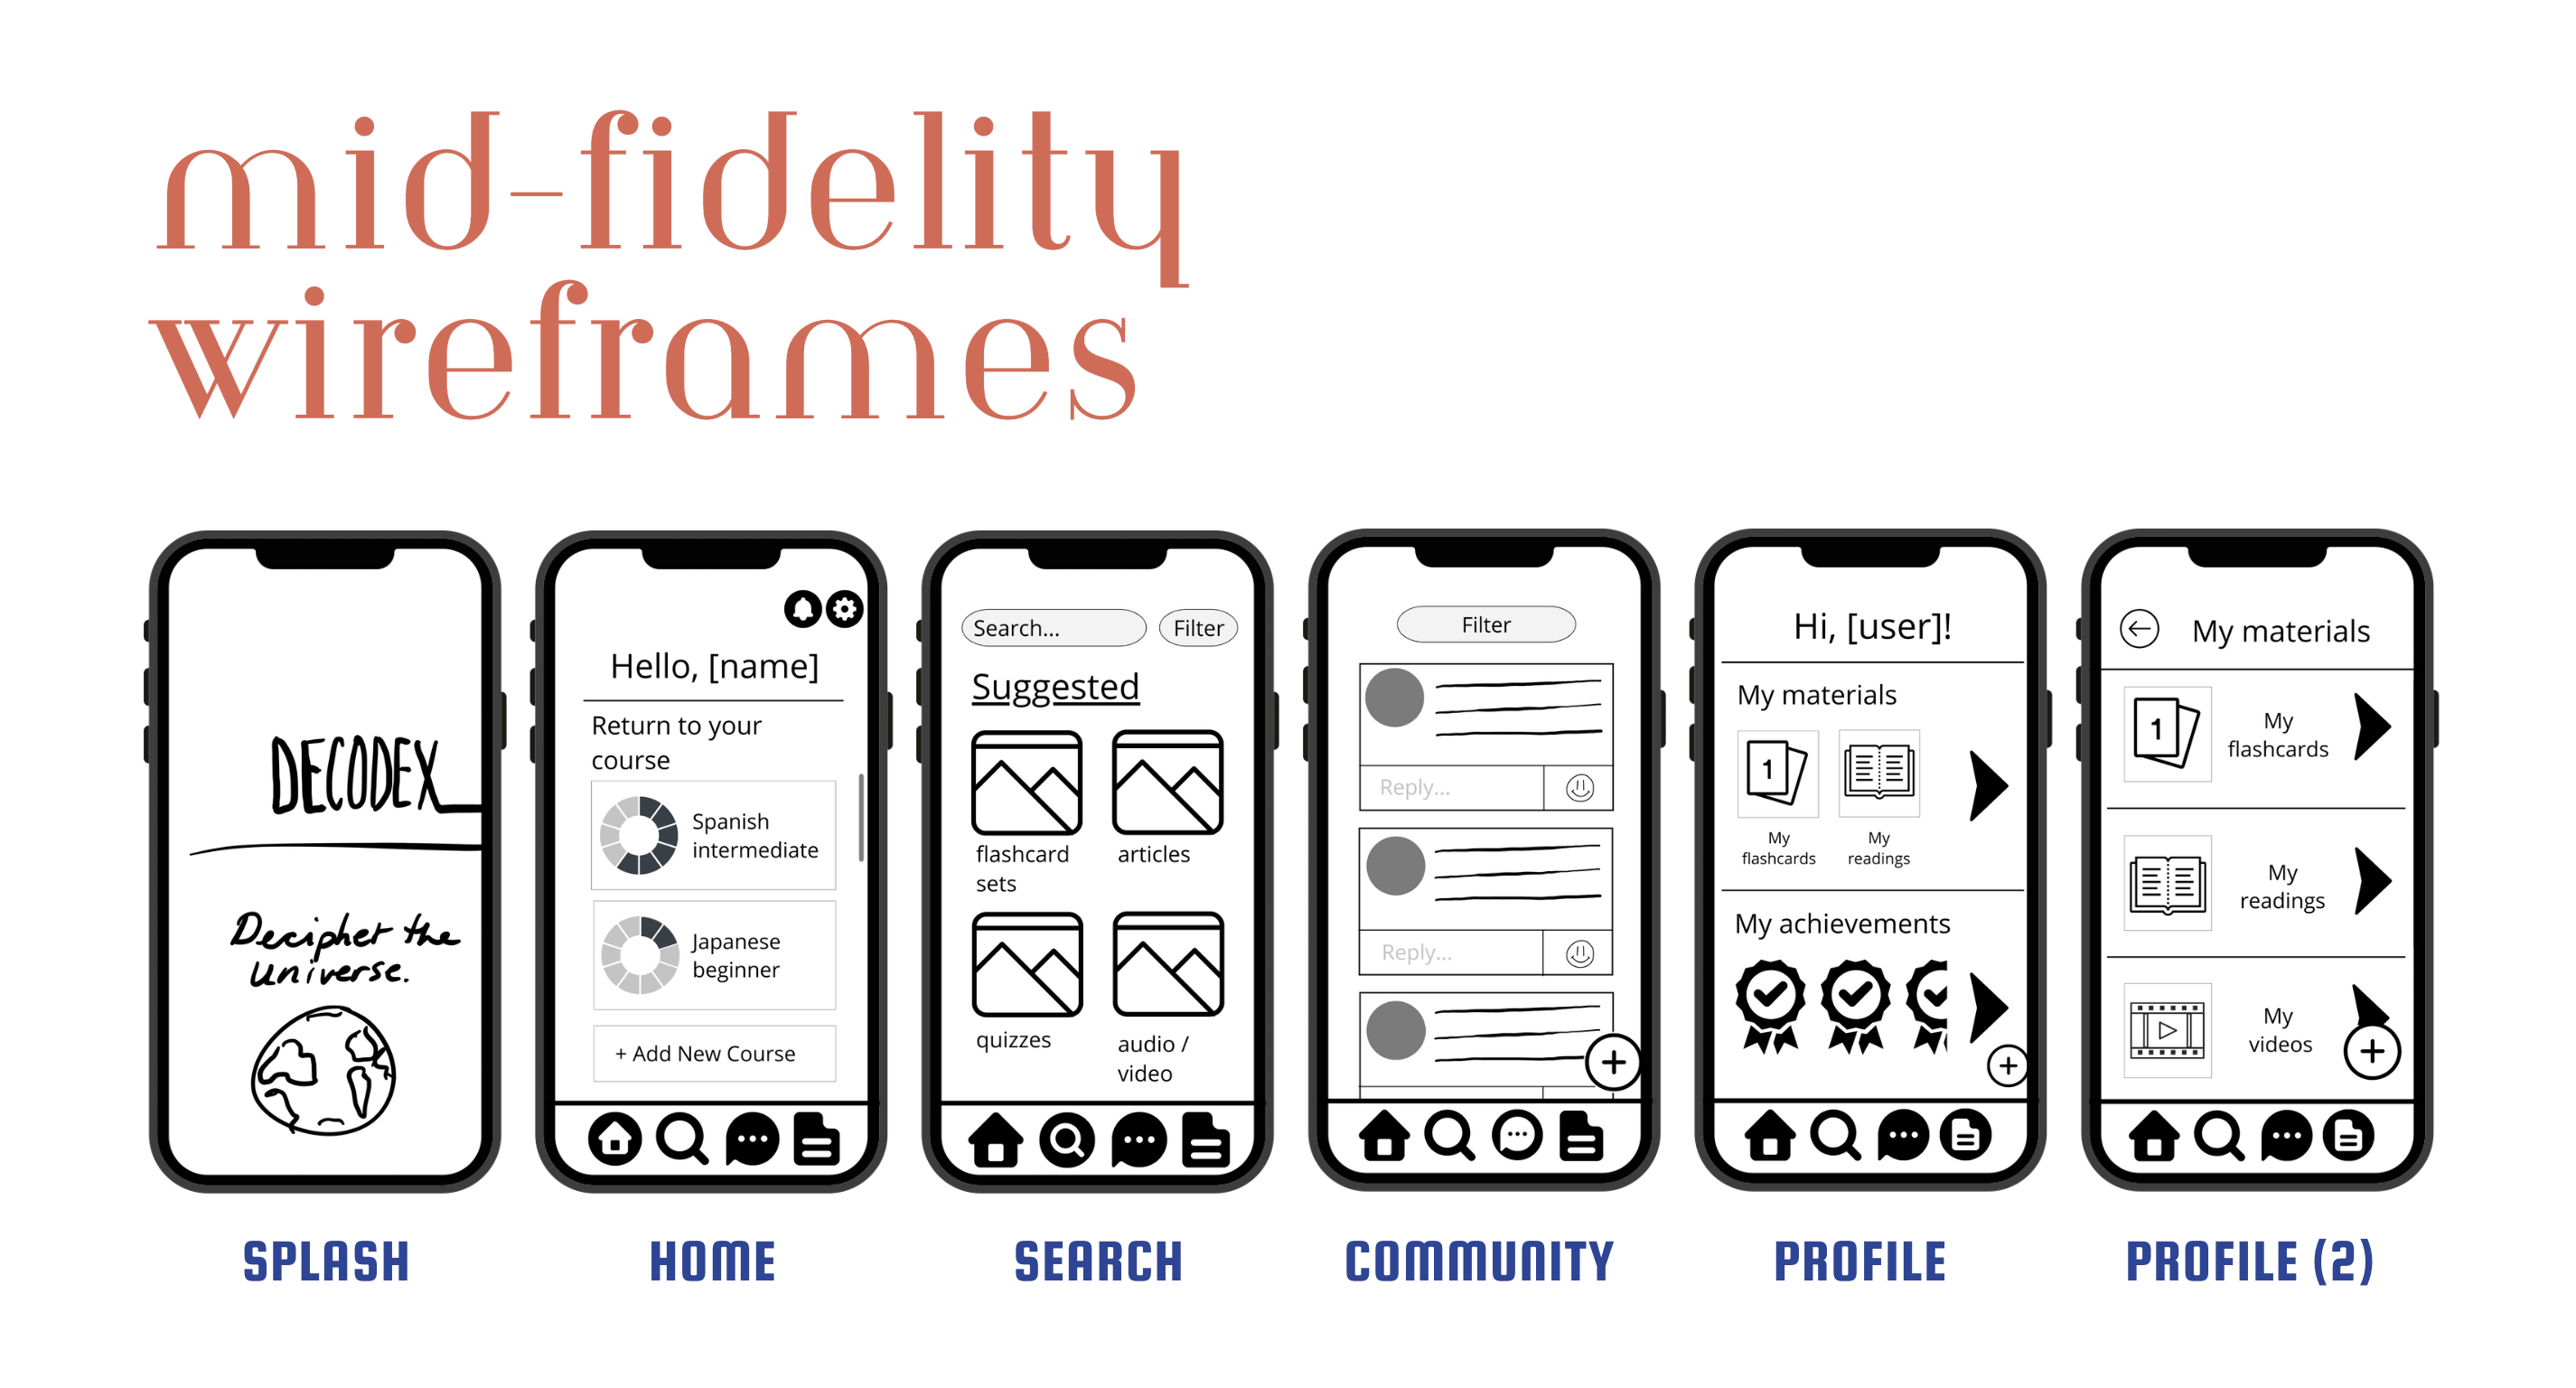 mid-fidelity
wireframes
DECODEX
Decipher the
universe.
SPLASH
Hello, [name]
Return to your
course
Spanish
intermediate
Japanese
beginner
+ Add New Course
HOME
Search...
Filter
Suggested
flashcard
sets
articles
quizzes
audio /
video
SEARCH
Filter
Reply...
Reply...
COMMUNITY
Hi, [user]!
My materials
1
My
flashcards
My
readings
My achievements
PROFILE
My materials
1
My
flashcards
My
readings
My
videos
PROFILE (2)